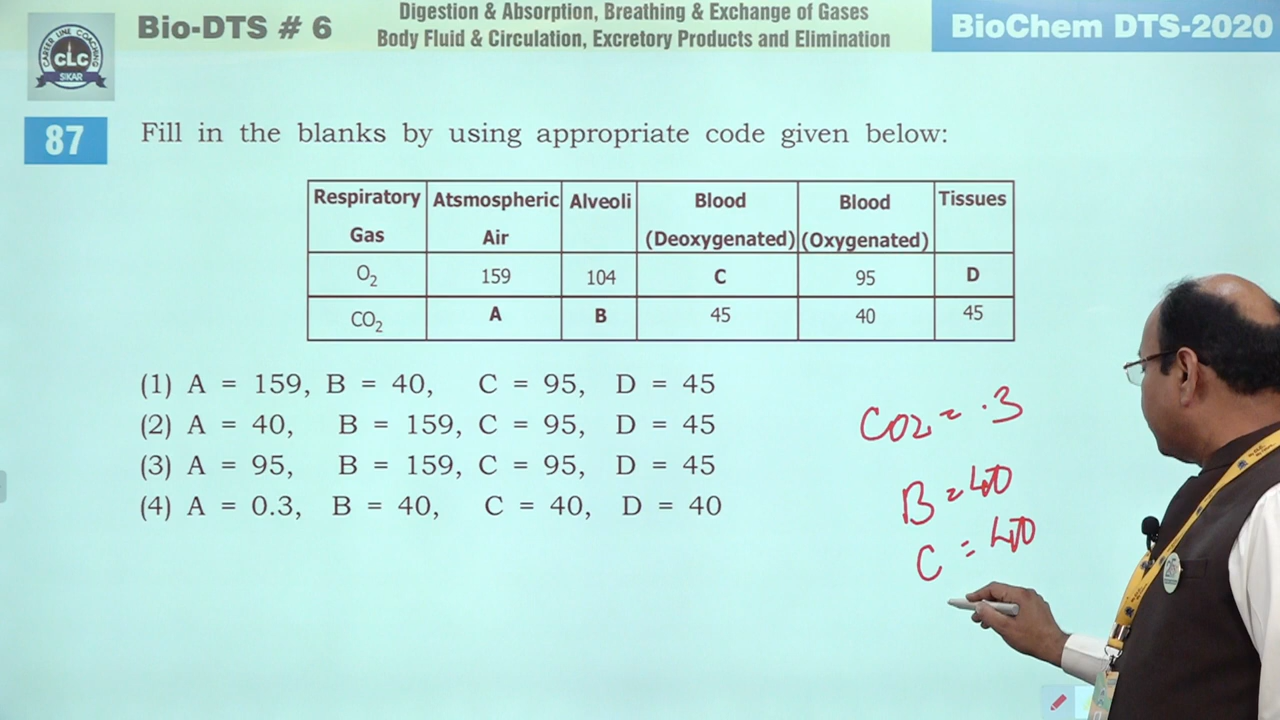 Bio-DTS # 6
Digestion & Absorption, Breathing & Exchange of Gases
Body Fluid & Circulation, Excretory Products and Elimination
BioChem DTS-2020
CAREER LINE COACHING
CLC
SIKAR
87 Fill in the blanks by using appropriate code given below:
Respiratory Gas | Atsmospheric Air | Alveoli | Blood (Deoxygenated) | Blood (Oxygenated) | Tissues
O₂ | 159 | 104 | C | 95 | D
CO₂ | A | B | 45 | 40 | 45
(1) A = 159, B = 40, C = 95, D = 45
(2) A = 40, B = 159, C = 95, D = 45
(3) A = 95, B = 159, C = 95, D = 45
(4) A = 0.3, B = 40, C = 40, D = 40
CO2 = .3
B = 40
C = 40